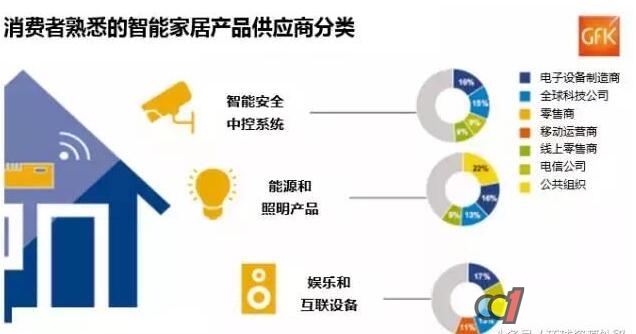 消费者熟悉的智能家居产品供应商分类
GFK
智能安全
中控系统
16%
15%
9%
9%
电子设备制造商
全球科技公司
零售商
移动运营商
线上零售商
电信公司
公共组织
能源和
照明产品
22%
16%
13%
9%
娱乐和
互联设备
17%
11%